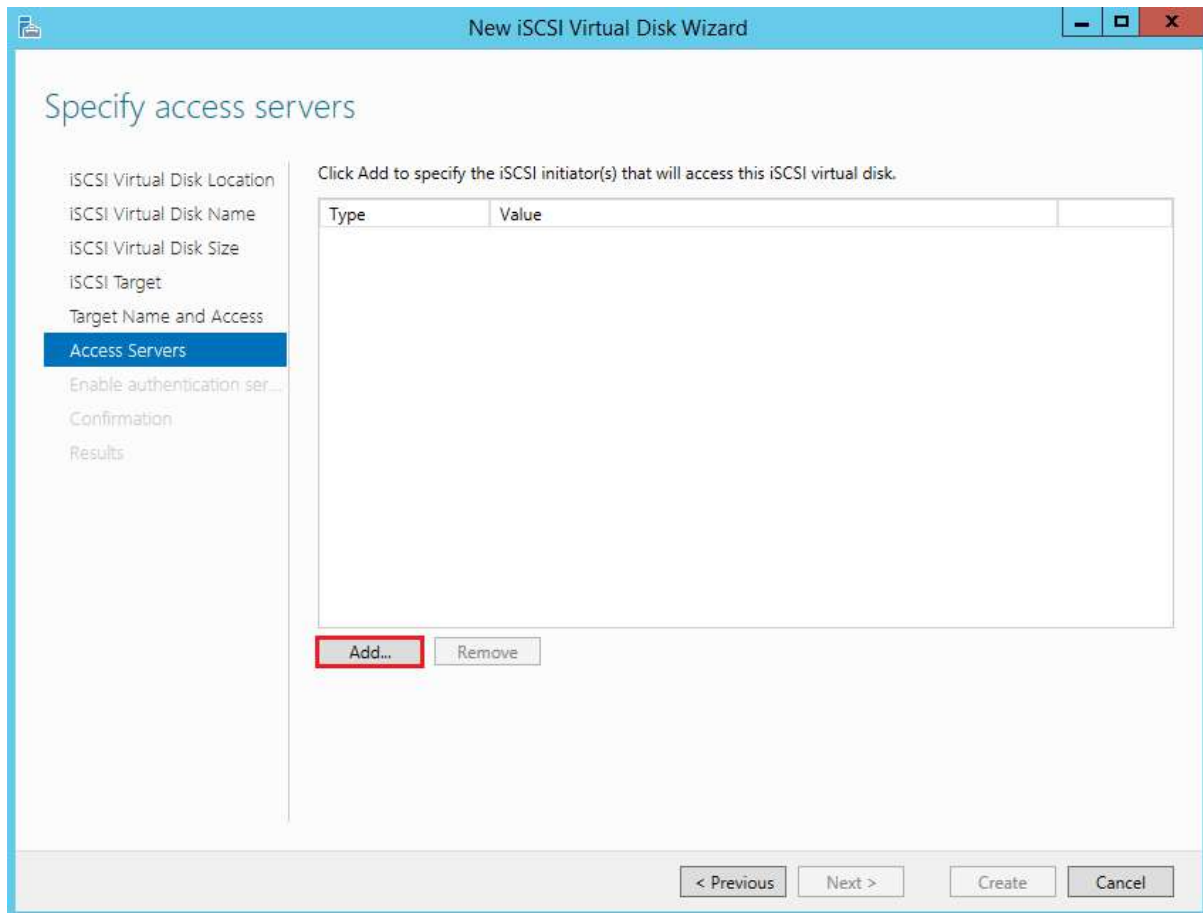 New iSCSI Virtual Disk Wizard
Specify access servers
iSCSI Virtual Disk Location
iSCSI Virtual Disk Name
iSCSI Virtual Disk Size
iSCSI Target
Target Name and Access
Access Servers
Enable authentication ser...
Confirmation
Results
Click Add to specify the iSCSI initiator(s) that will access this iSCSI virtual disk.
Type Value
Add... Remove
< Previous Next > Create Cancel